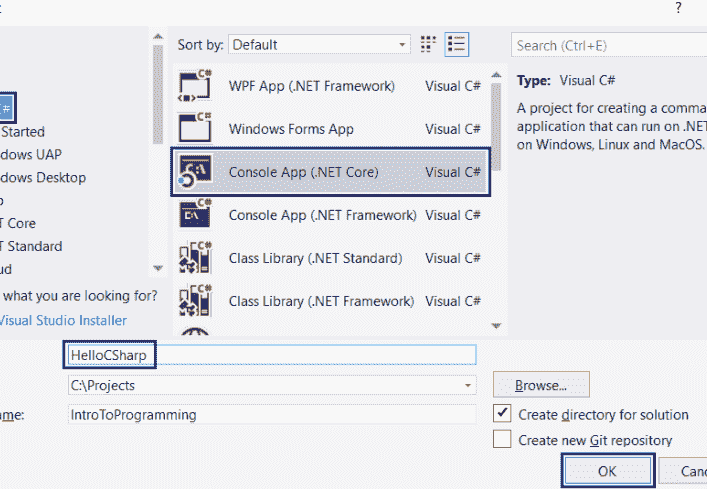 ?
Sort by: Default
Search (Ctrl+E)
C#
WPF App (.NET Framework) Visual C#
Type: Visual C#
A project for creating a comma
application that can run on .NET
on Windows, Linux and MacOS.
#
Started
dows UAP
dows Desktop
T Core
T Standard
ud
C#
Windows Forms App Visual C#
C:\
Console App (.NET Core) Visual C#
C#
Console App (.NET Framework) Visual C#
C#
Class Library (.NET Standard) Visual C#
C#
Class Library (.NET Framework) Visual C#
what you are looking for?
Visual Studio Installer
HelloCSharp
C:\Projects
Browse...
ame: IntroToProgramming
Create directory for solution
Create new Git repository
OK
Canc